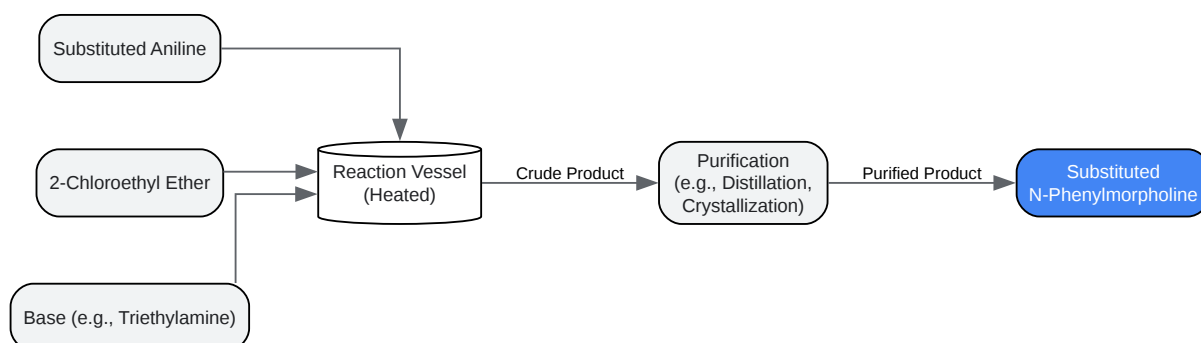 Substituted Aniline
2-Chloroethyl Ether
Base (e.g., Triethylamine)
Reaction Vessel
(Heated)
Crude Product
Purification
(e.g., Distillation,
Crystallization)
Purified Product
Substituted
N-Phenylmorpholine